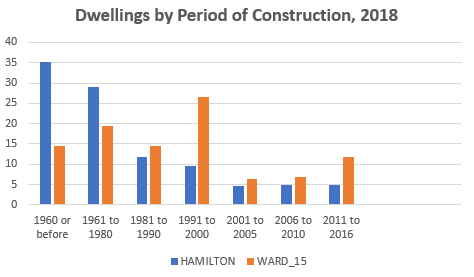 Dwellings by Period of Construction, 2018
40
35
30
25
20
15
10
5
0
1960 or before
1961 to 1980
1981 to 1990
1991 to 2000
2001 to 2005
2006 to 2010
2011 to 2016
HAMILTON WARD_15